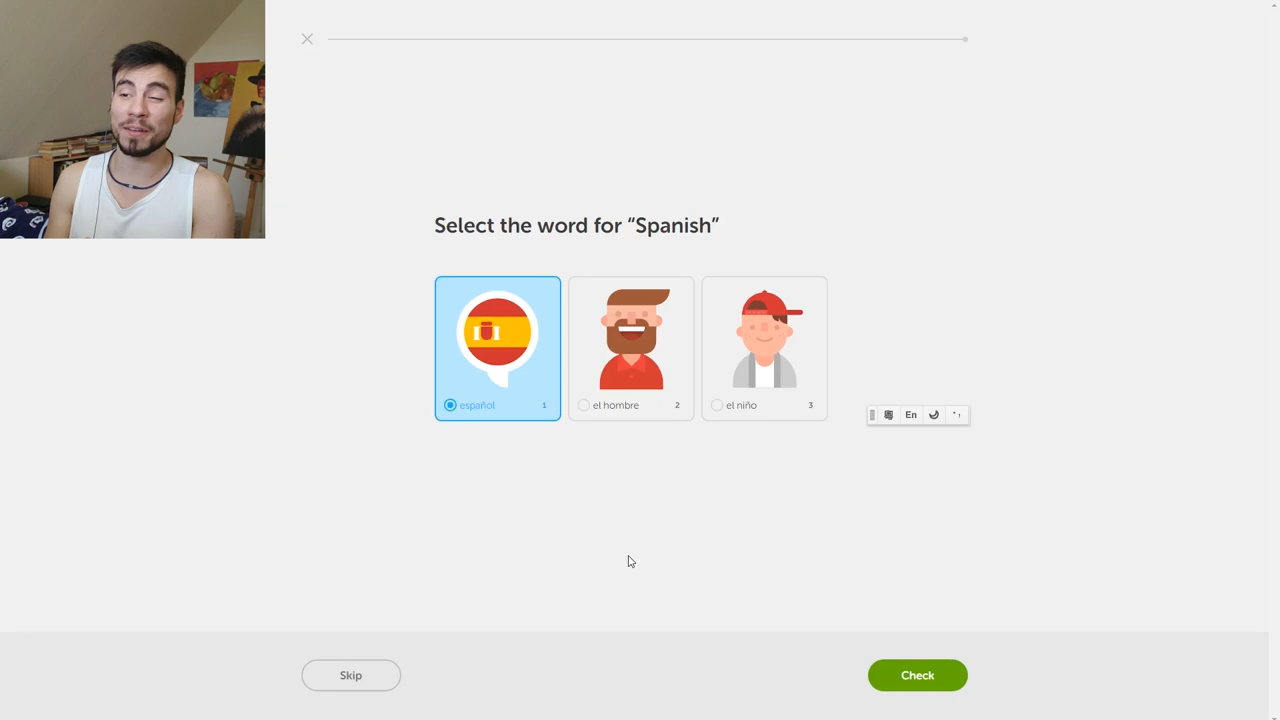 Select the word for “Spanish”
español 1
el hombre 2
el niño 3
En
Skip
Check